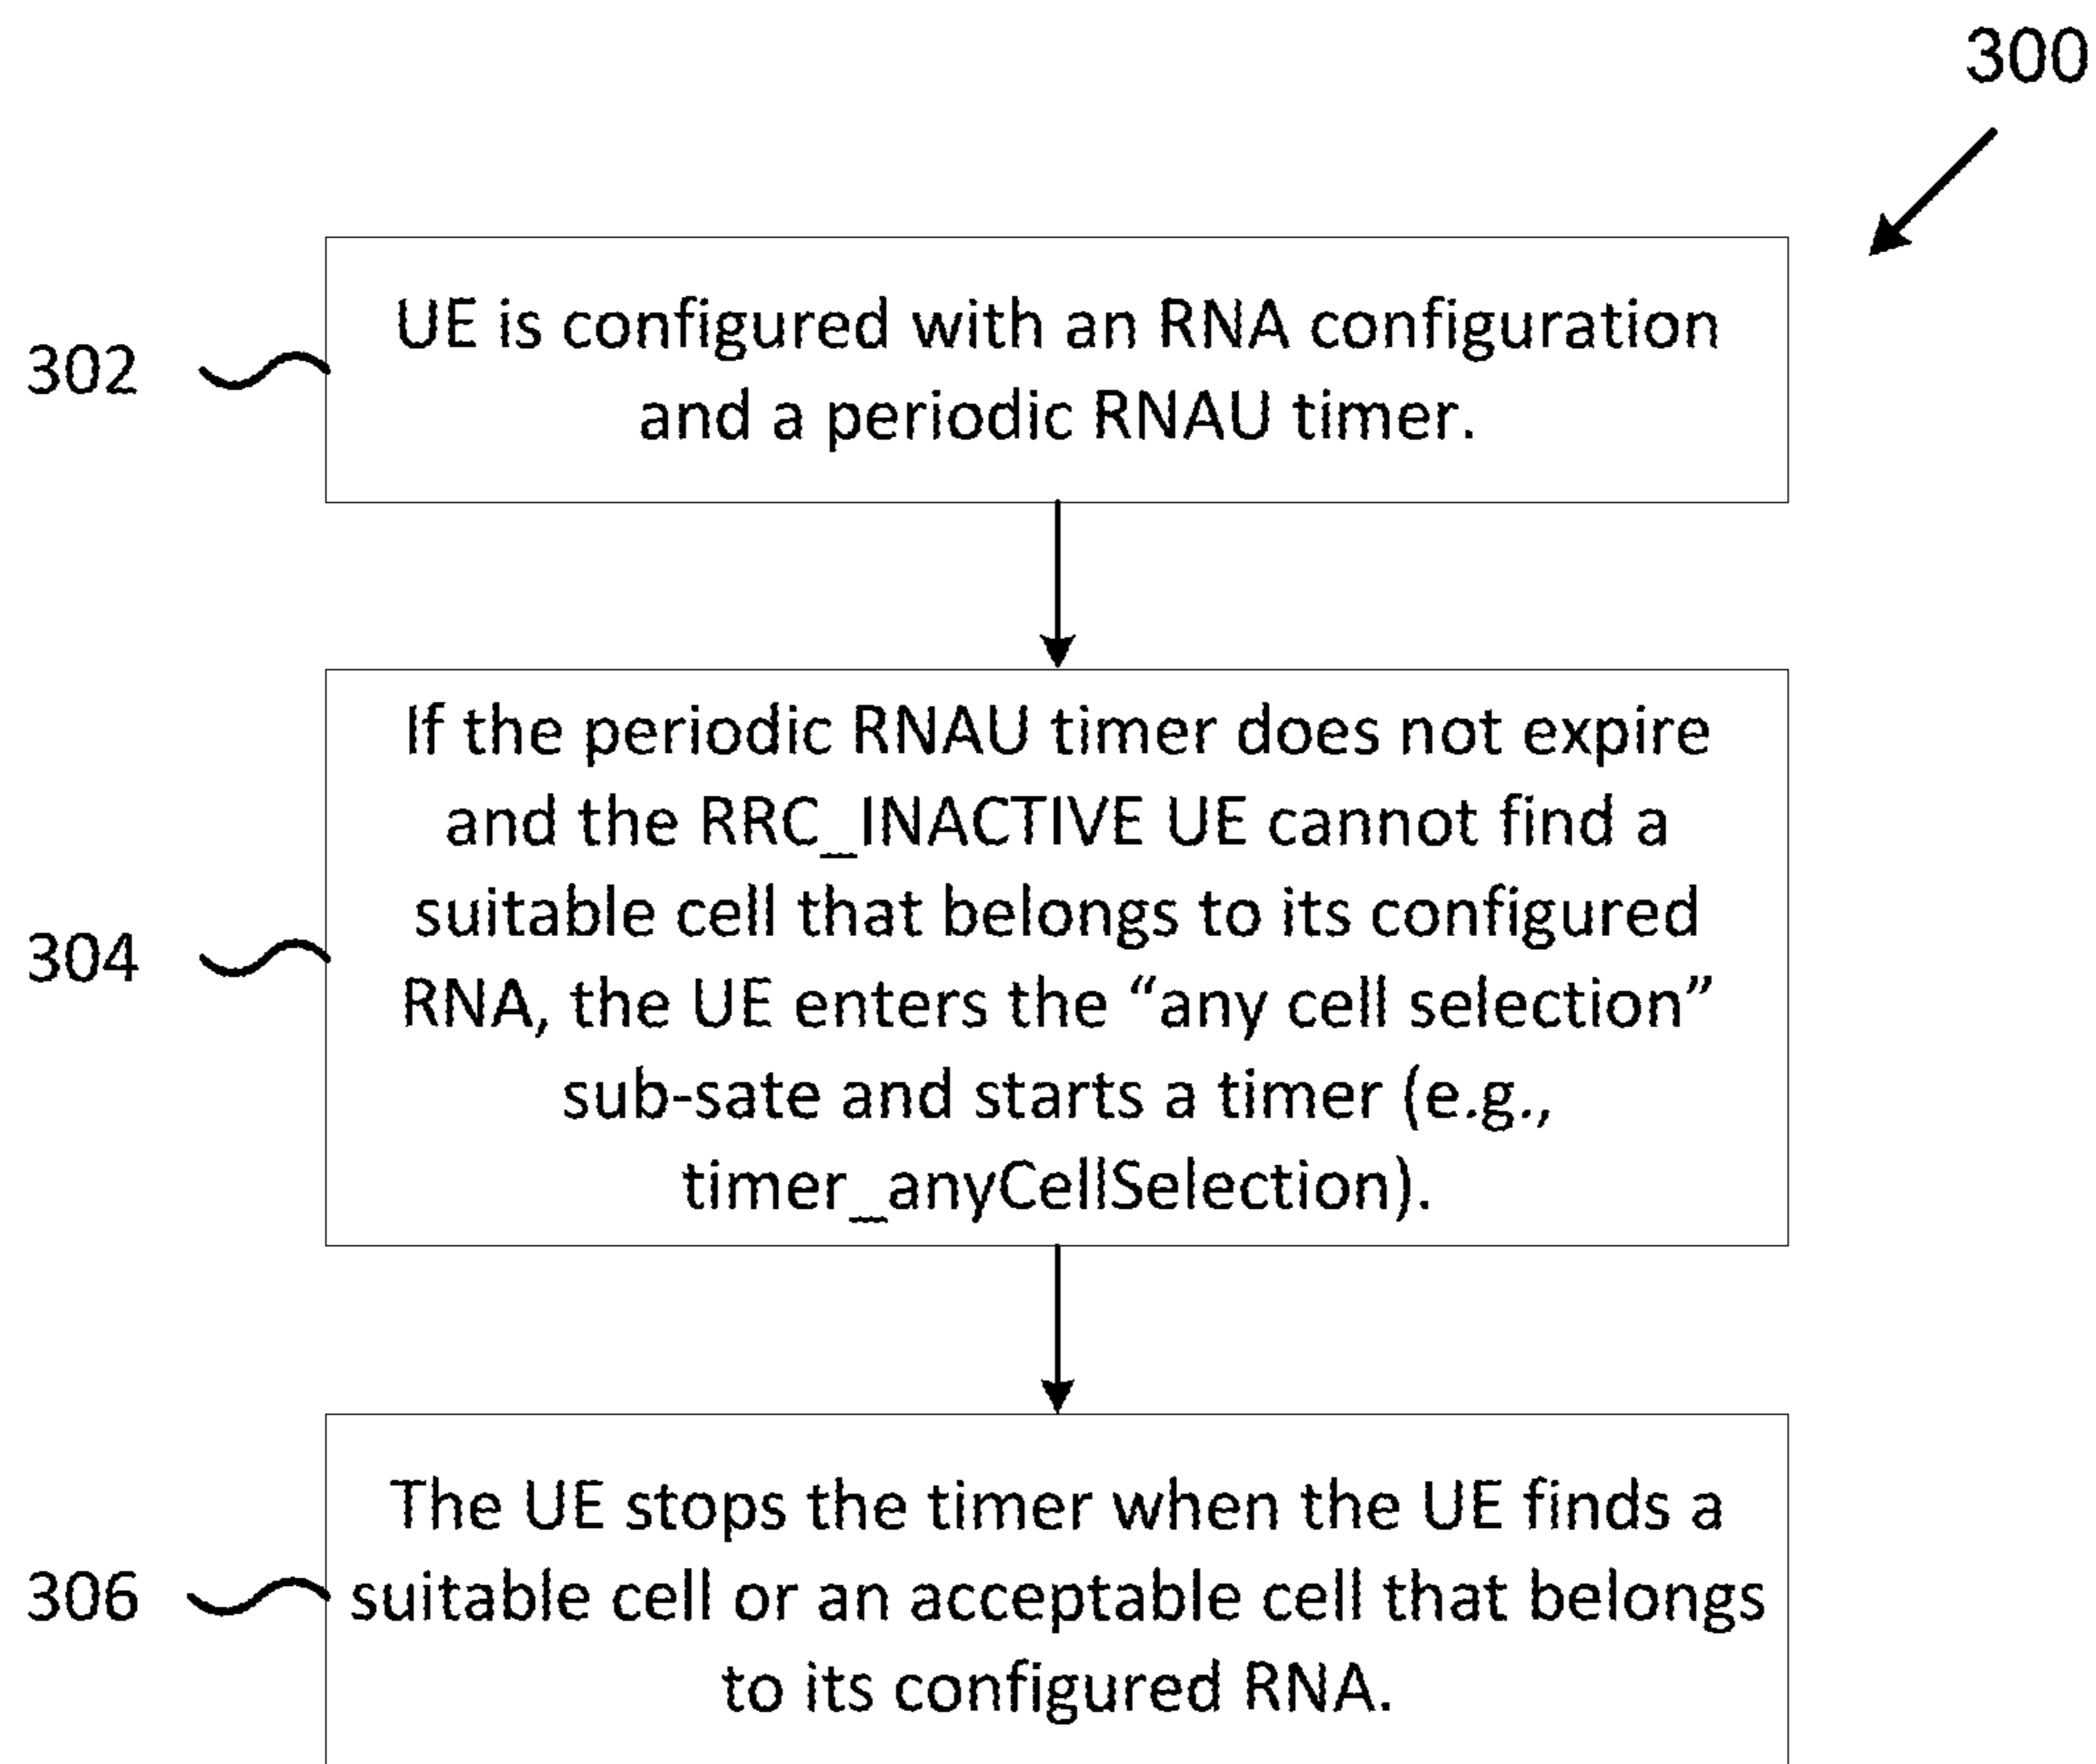 300
302
UE is configured with an RNA configuration
and a periodic RNAU timer.
304
If the periodic RNAU timer does not expire
and the RRC_INACTIVE UE cannot find a
suitable cell that belongs to its configured
RNA, the UE enters the “any cell selection”
sub-sate and starts a timer (e.g.,
timer_anyCellSelection).
306
The UE stops the timer when the UE finds a
suitable cell or an acceptable cell that belongs
to its configured RNA.